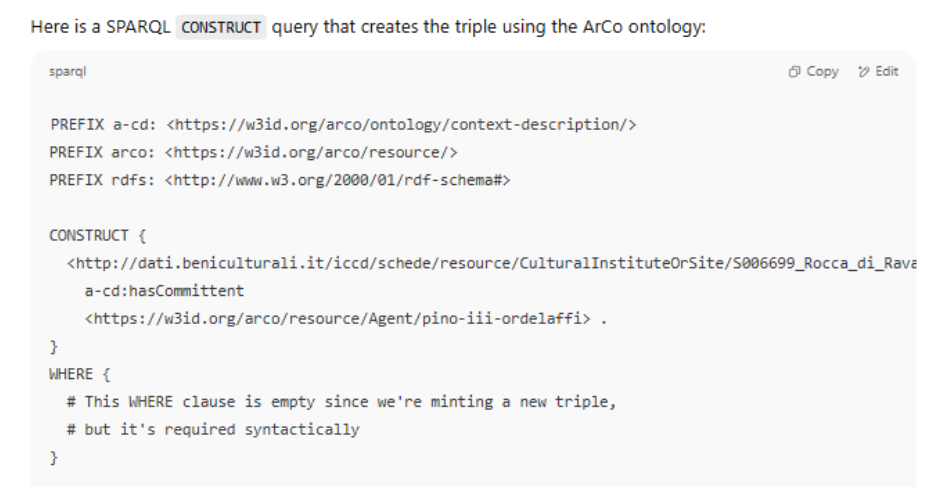 Here is a SPARQL CONSTRUCT query that creates the triple using the ArCo ontology:
sparql
Copy
Edit
PREFIX a-cd: <https://w3id.org/arco/ontology/context-description/>
PREFIX arco: <https://w3id.org/arco/resource/>
PREFIX rdfs: <http://www.w3.org/2000/01/rdf-schema#>
CONSTRUCT {
<http://dati.beniculturali.it/iccd/schede/resource/CulturalInstituteOrSite/S006699_Rocca_di_Rava
a-cd:hasCommittent
<https://w3id.org/arco/resource/Agent/pino-iii-ordelaffi> .
}
WHERE {
# This WHERE clause is empty since we're minting a new triple,
# but it's required syntactically
}